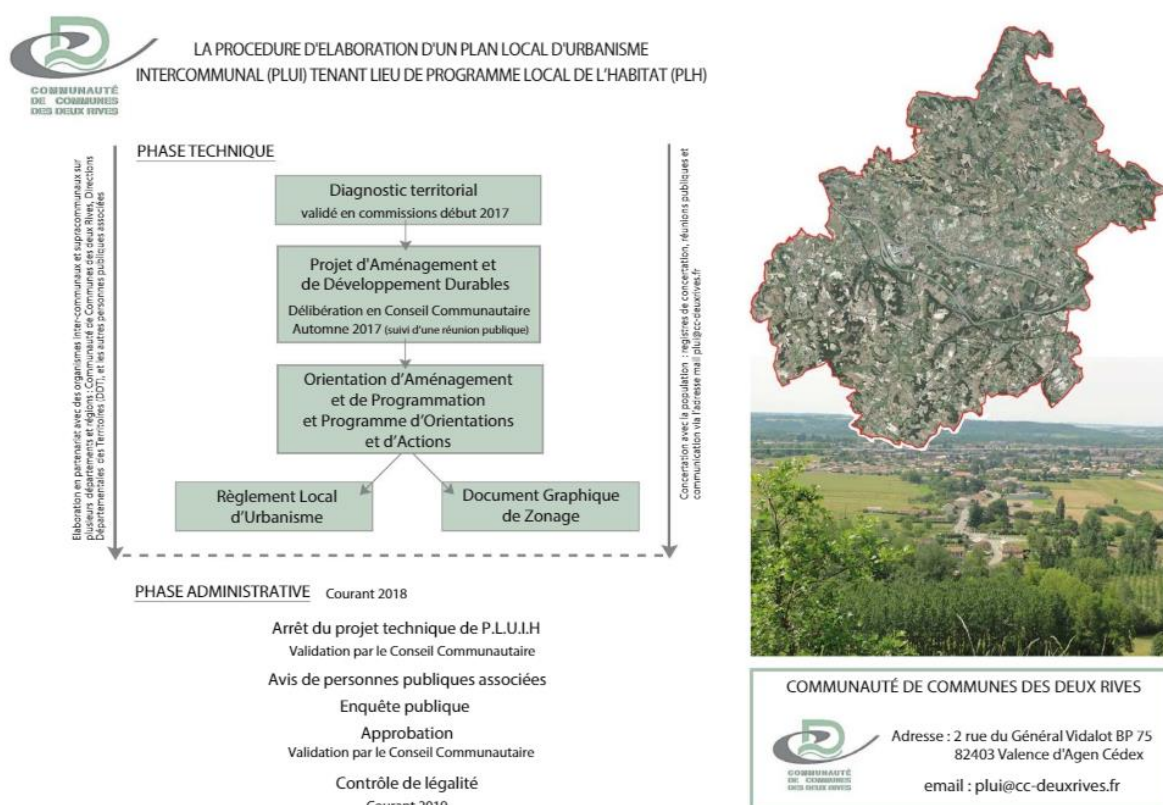 COMMUNAUTÉ
DE COMMUNES
DES DEUX RIVES
LA PROCEDURE D'ELABORATION D'UN PLAN LOCAL D'URBANISME
INTERCOMMUNAL (PLUI) TENANT LIEU DE PROGRAMME LOCAL DE L'HABITAT (PLH)
Elaboration en partenariat avec des organismes inter-communaux et supracommunaux sur
plusieurs départements et régions : Communauté de Communes des deux Rives, Directions
Départementales des Territoires (DDT), et les autres personnes publiques associées
PHASE TECHNIQUE
Diagnostic territorial
validé en commissions début 2017
Projet d'Aménagement et
de Développement Durables
Délibération en Conseil Communautaire
Automne 2017 (suivi d'une réunion publique)
Orientation d'Aménagement
et de Programmation
et Programme d'Orientations
et d'Actions
Règlement Local
d'Urbanisme
Document Graphique
de Zonage
Concertation avec la population : registres de concertation, réunions publiques et
communication via l'adresse mail plui@cc-deuxrives.fr
PHASE ADMINISTRATIVE Courant 2018
Arrêt du projet technique de P.L.U.I.H
Validation par le Conseil Communautaire
Avis de personnes publiques associées
Enquête publique
Approbation
Validation par le Conseil Communautaire
Contrôle de légalité
Courant 2019
COMMUNAUTÉ DE COMMUNES DES DEUX RIVES
COMMUNAUTÉ
DE COMMUNES
DES DEUX RIVES
Adresse : 2 rue du Général Vidalot BP 75
82403 Valence d'Agen Cédex
email : plui@cc-deuxrives.fr